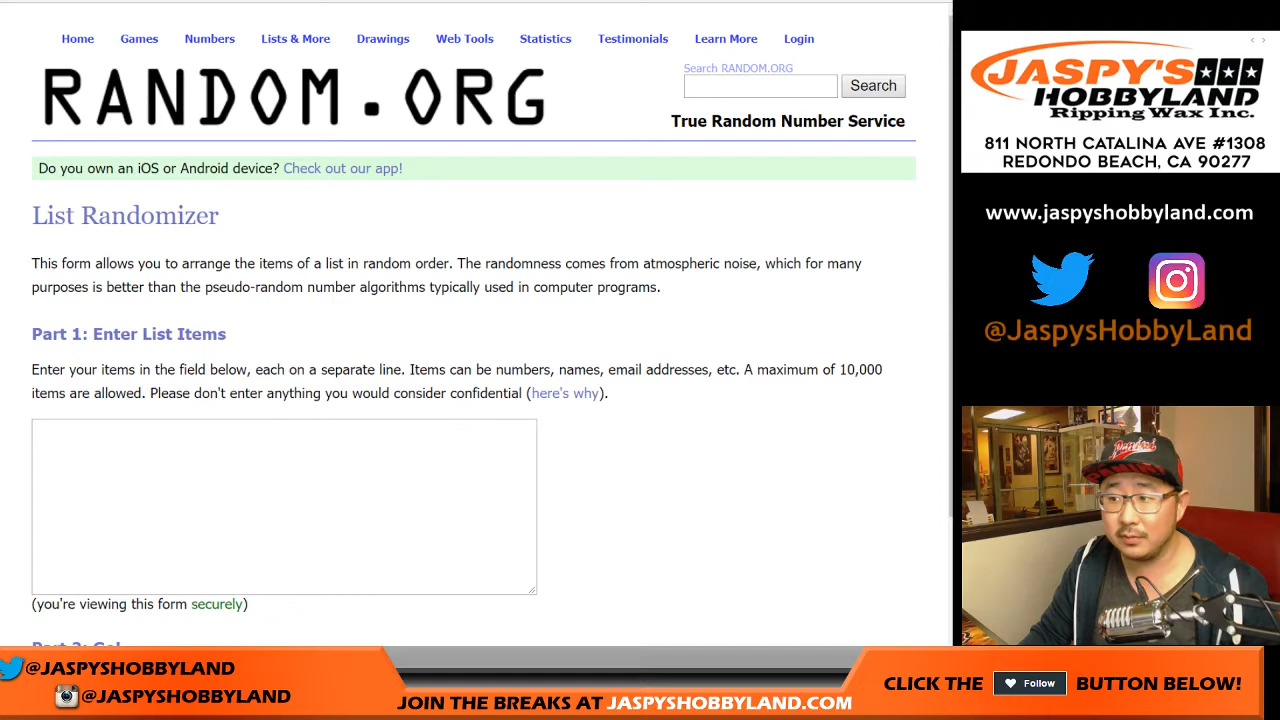 Home Games Numbers Lists & More Drawings Web Tools Statistics Testimonials Learn More Login
RANDOM.ORG
Search RANDOM.ORG
Search
True Random Number Service
Do you own an iOS or Android device? Check out our app!
List Randomizer
This form allows you to arrange the items of a list in random order. The randomness comes from atmospheric noise, which for many
purposes is better than the pseudo-random number algorithms typically used in computer programs.
Part 1: Enter List Items
Enter your items in the field below, each on a separate line. Items can be numbers, names, email addresses, etc. A maximum of 10,000
items are allowed. Please don't enter anything you would consider confidential (here's why).
(you're viewing this form securely)
Part 2: Go!
JASPY'S
HOBBYLAND
Ripping Wax Inc.
811 NORTH CATALINA AVE #1308
REDONDO BEACH, CA 90277
www.jaspyshobbyland.com
@JaspysHobbyLand
Panini
@JASPYSHOBBYLAND
@JASPYSHOBBYLAND
JOIN THE BREAKS AT JASPYSHOBBYLAND.COM
CLICK THE Follow BUTTON BELOW!